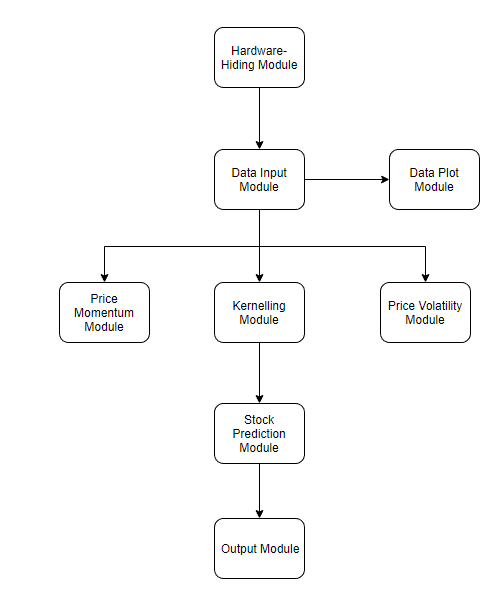 Hardware-
Hiding Module
Data Input
Module
Data Plot
Module
Price
Momentum
Module
Kernelling
Module
Price Volatility
Module
Stock
Prediction
Module
Output Module